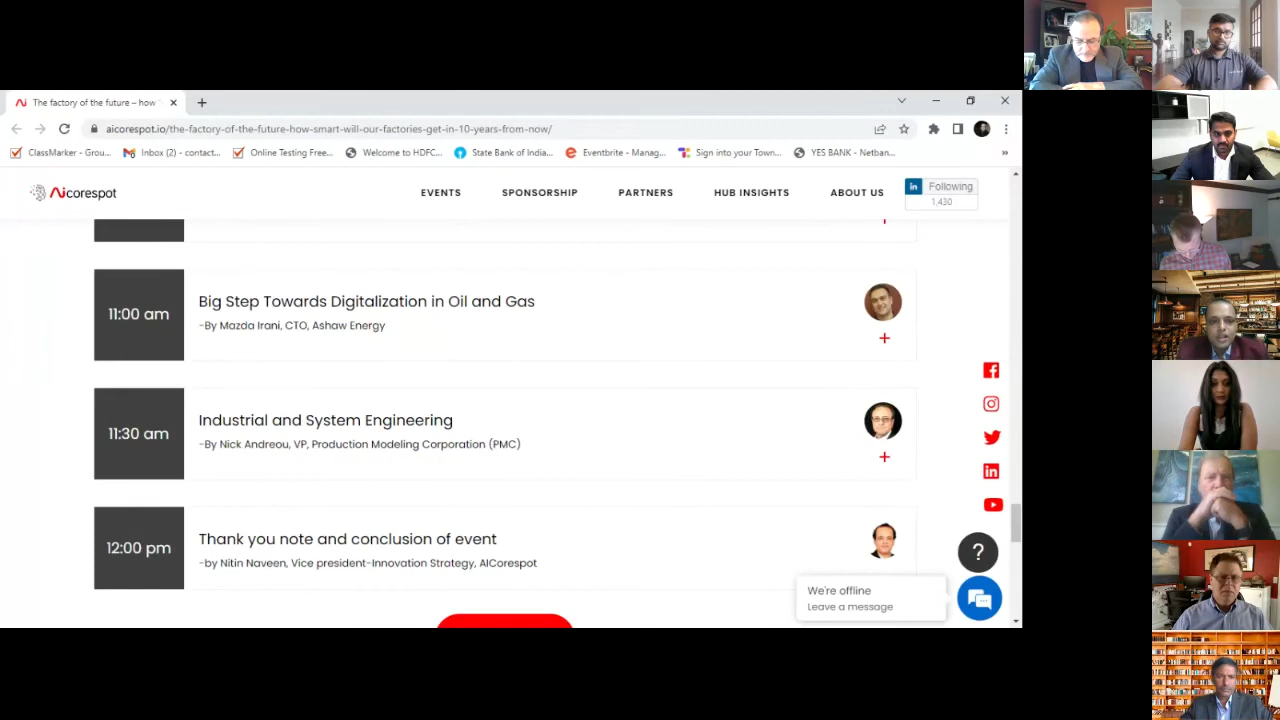 The factory of the future – how
aicorespot.io/the-factory-of-the-future-how-smart-will-our-factories-get-in-10-years-from-now/
ClassMarker - Grou...
Inbox (2) - contact...
Online Testing Free...
Welcome to HDFC...
State Bank of India...
Eventbrite - Manag...
Sign into your Town...
YES BANK - Netban...
Aicorespot
EVENTS
SPONSORSHIP
PARTNERS
HUB INSIGHTS
ABOUT US
in Following
1,430
11:00 am
Big Step Towards Digitalization in Oil and Gas
-By Mazda Irani, CTO, Ashaw Energy
11:30 am
Industrial and System Engineering
-By Nick Andreou, VP, Production Modeling Corporation (PMC)
12:00 pm
Thank you note and conclusion of event
-by Nitin Naveen, Vice president-Innovation Strategy, AICorespot
We're offline
Leave a message